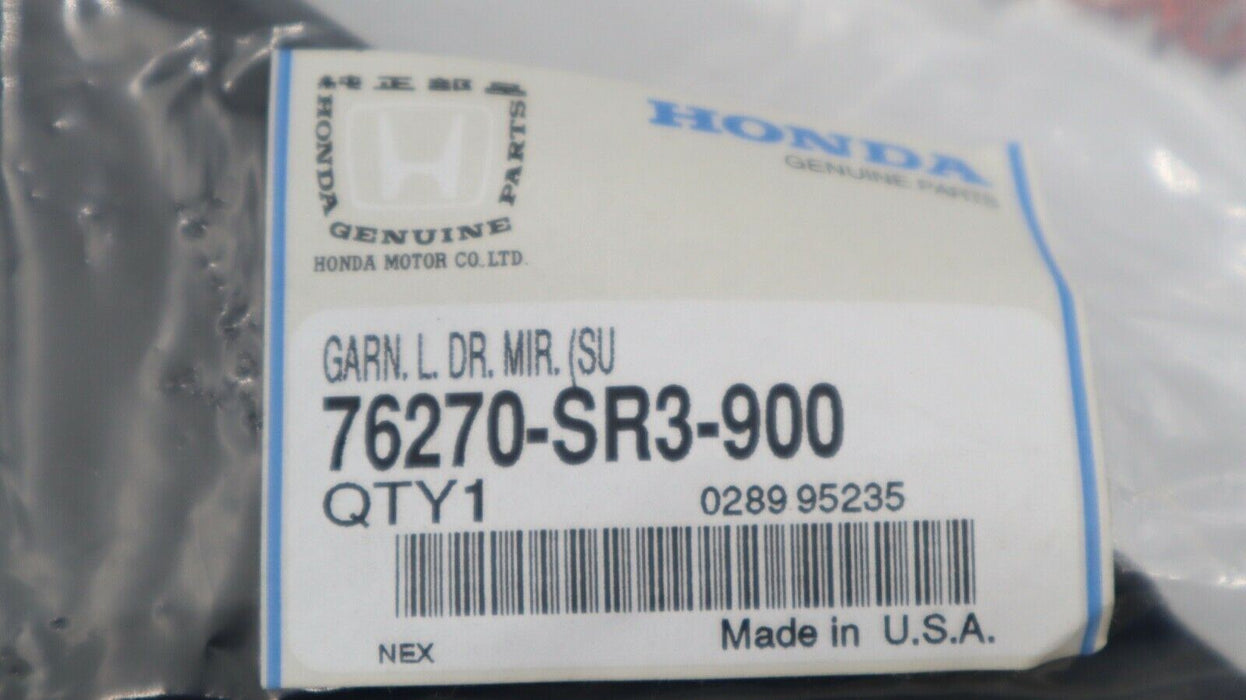 純正部品
HONDA GENUINE PARTS
HONDA MOTOR CO.,LTD.
HONDA
GENUINE PARTS
GARN. L. DR. MIR. (SU
76270-SR3-900
QTY1
0289 95235
Made in U.S.A.
NEX